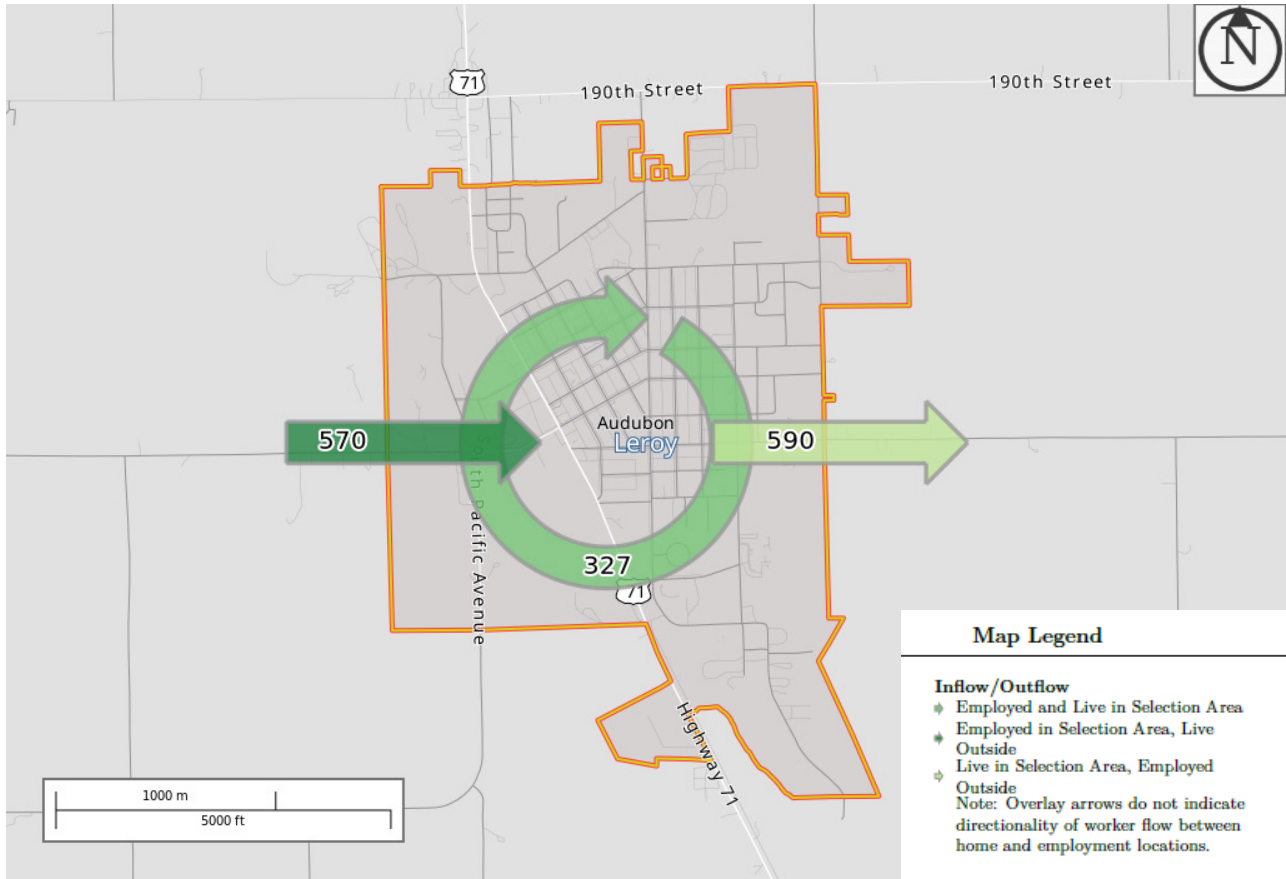 N
71
190th Street
190th Street
Audubon
Leroy
570
590
South Pacific Avenue
327
71
Highway 71
1000 m
5000 ft
Map Legend
Inflow/Outflow
Employed and Live in Selection Area
Employed in Selection Area, Live
Outside
Live in Selection Area, Employed
Outside
Note: Overlay arrows do not indicate
directionality of worker flow between
home and employment locations.